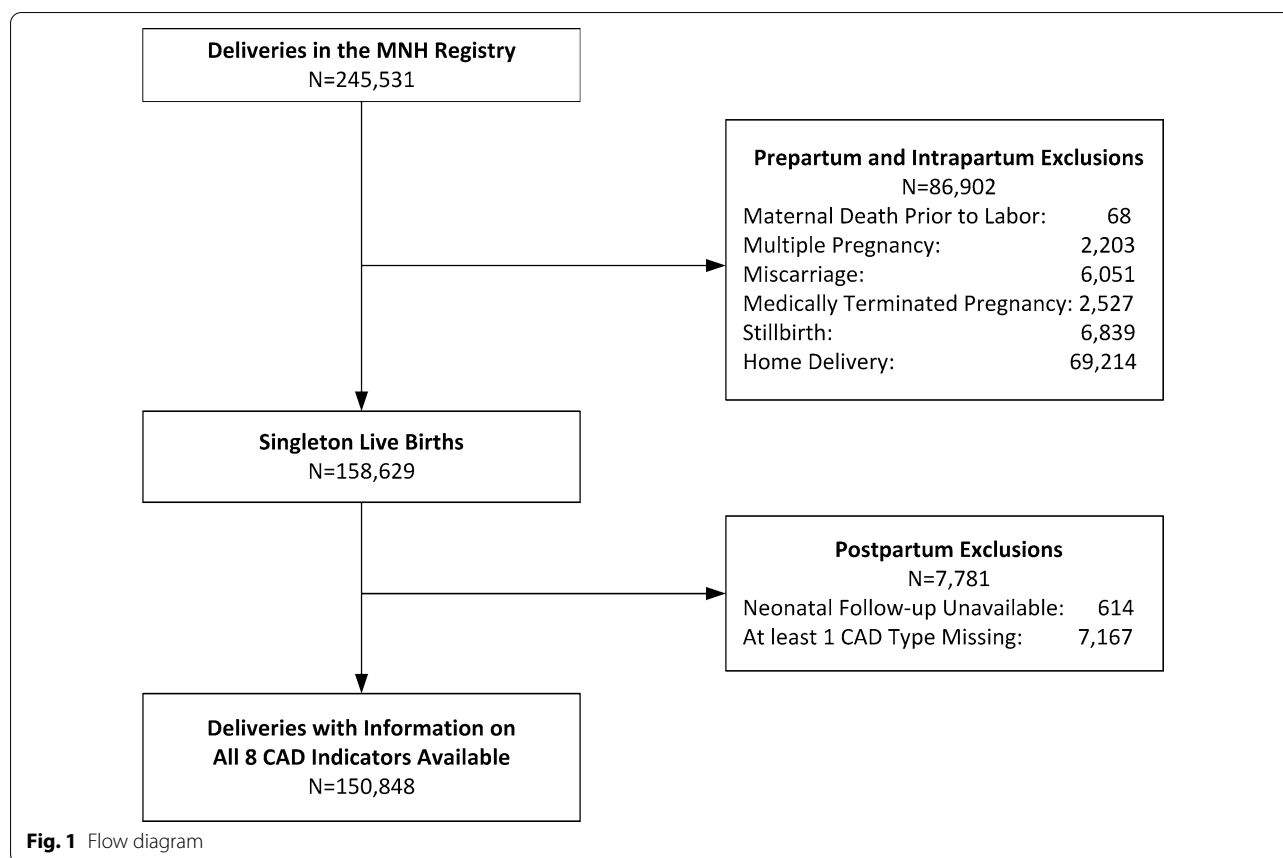 Deliveries in the MNH Registry
N=245,531
Prepartum and Intrapartum Exclusions
N=86,902
Maternal Death Prior to Labor: 68
Multiple Pregnancy: 2,203
Miscarriage: 6,051
Medically Terminated Pregnancy: 2,527
Stillbirth: 6,839
Home Delivery: 69,214
Singleton Live Births
N=158,629
Postpartum Exclusions
N=7,781
Neonatal Follow-up Unavailable: 614
At least 1 CAD Type Missing: 7,167
Deliveries with Information on
All 8 CAD Indicators Available
N=150,848
Fig. 1 Flow diagram